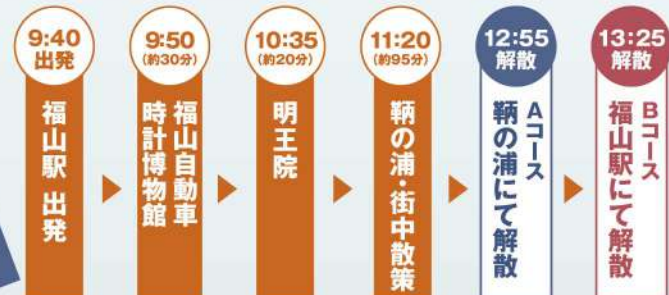 9:40
出発
福山駅 出発
9:50
(約30分)
福山自動車
時計博物館
10:35
(約20分)
明王院
11:20
(約95分)
鞆の浦・街中散策
12:55
解散
Aコース
鞆の浦にて解散
13:25
解散
Bコース
福山駅にて解散